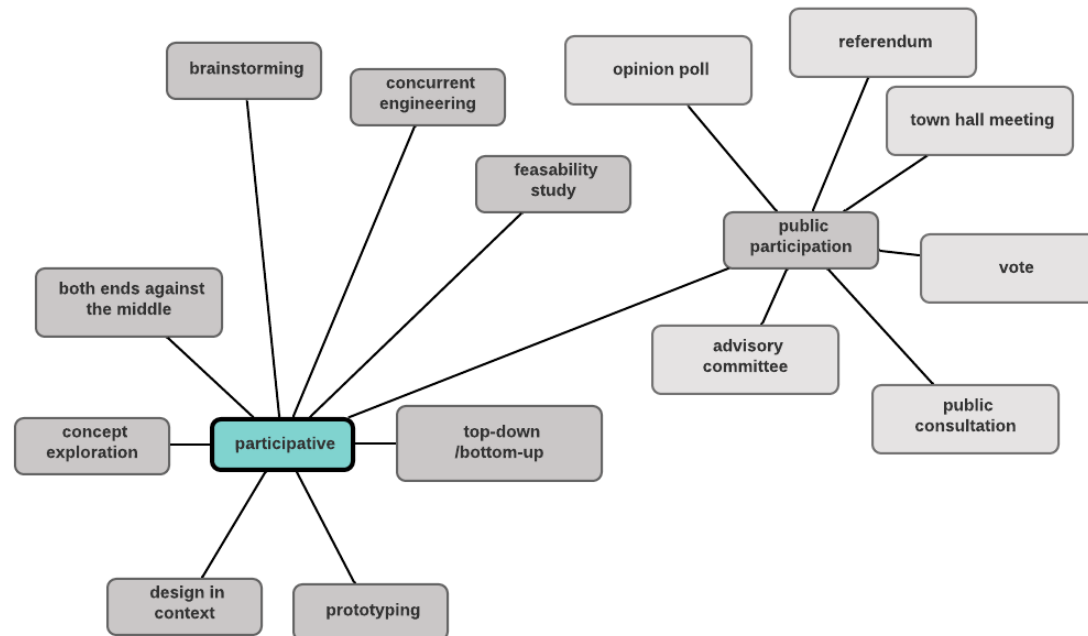 referendum
opinion poll
brainstorming
concurrent
engineering
town hall meeting
feasability
study
public
participation
vote
both ends against
the middle
advisory
committee
public
consultation
concept
exploration
participative
top-down
/bottom-up
design in
context
prototyping